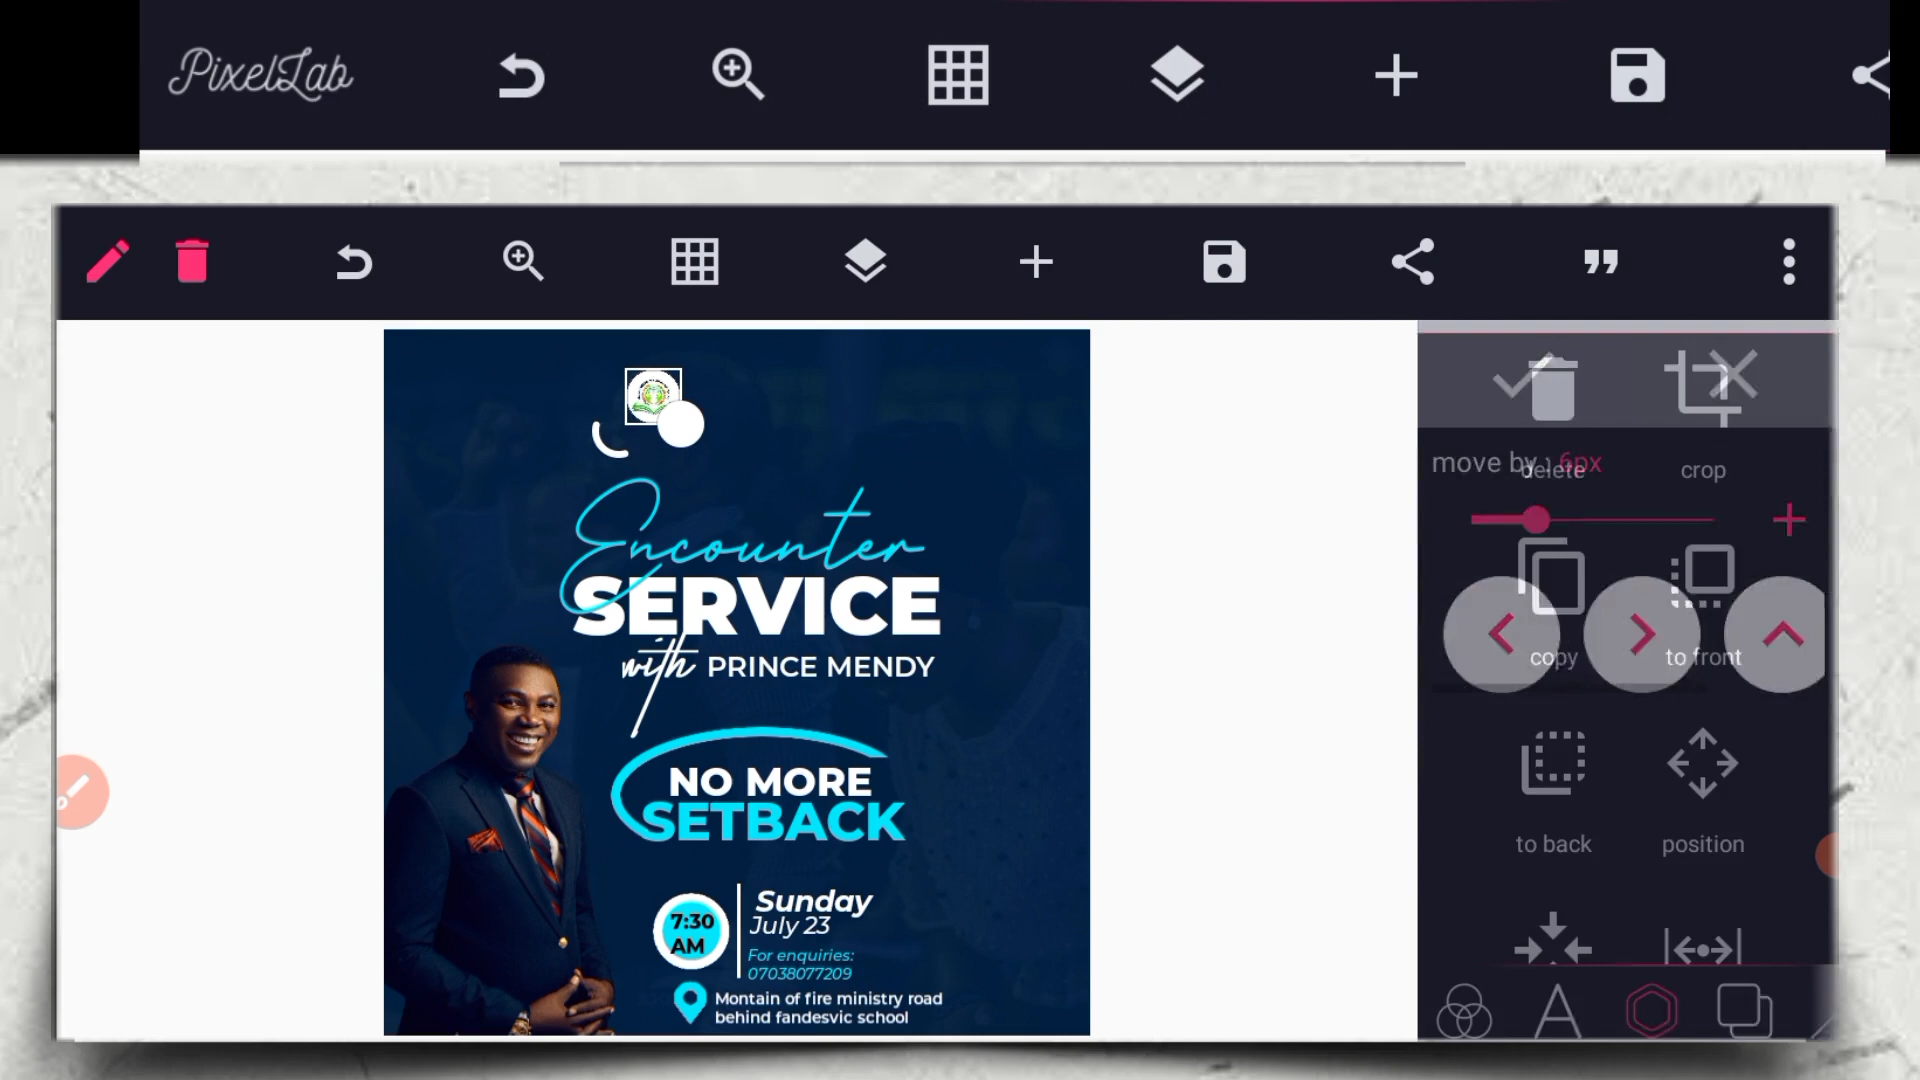 PixelLab
move by : 6px
delete
crop
copy
to front
to back
position
Encounter
SERVICE
with PRINCE MENDY
NO MORE
SETBACK
7:30
AM
Sunday
July 23
For enquiries:
07038077209
Montain of fire ministry road
behind fandesvic school